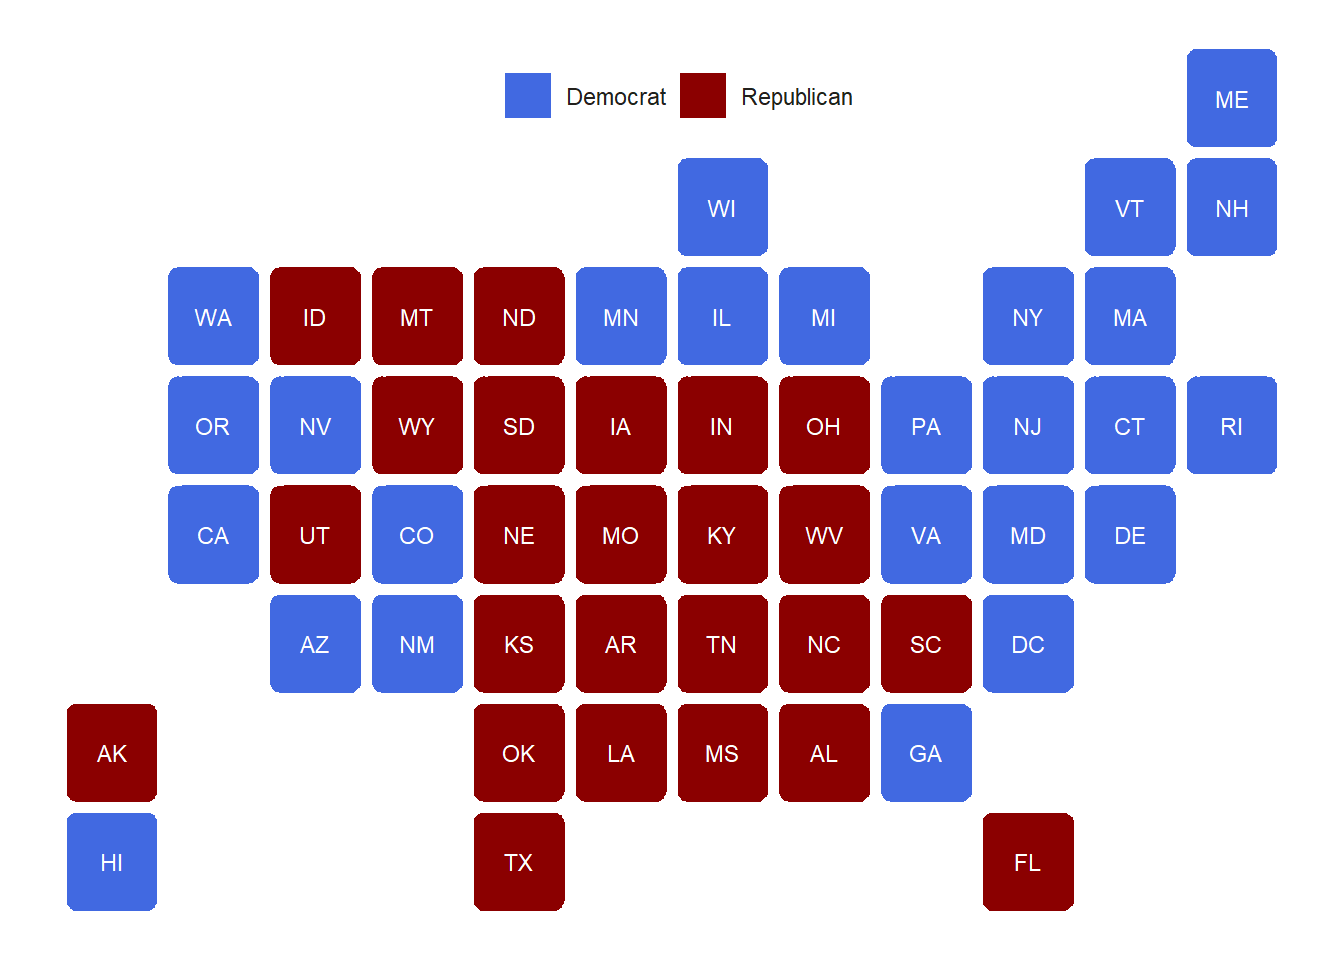 ME
Democrat Republican
WI VT NH
WA ID MT ND MN IL MI NY MA
OR NV WY SD IA IN OH PA NJ CT RI
CA UT CO NE MO KY WV VA MD DE
AZ NM KS AR TN NC SC DC
AK OK LA MS AL GA
HI TX FL